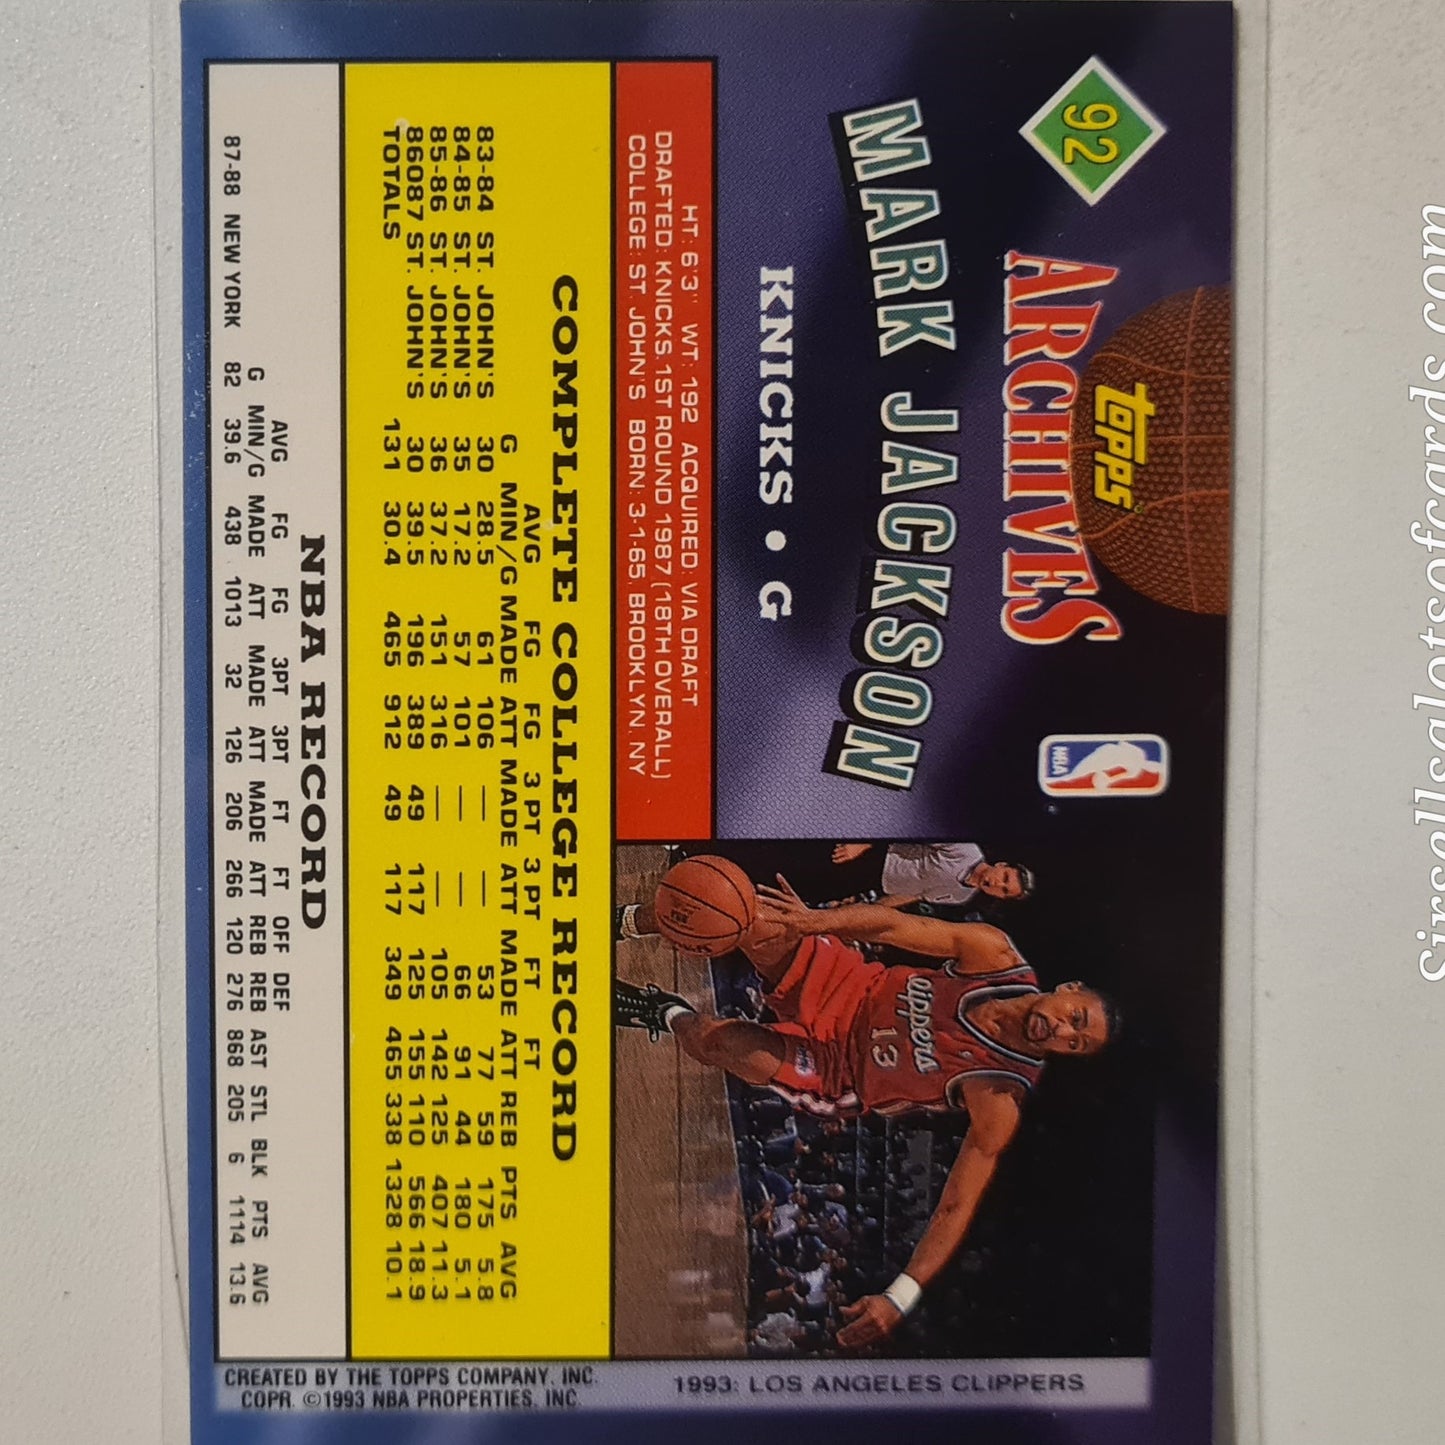 92
topps
ARCHIVES
NBA
MARK JACKSON
KNICKS • G
HT: 6'3" WT: 192 ACQUIRED: VIA DRAFT
DRAFTED: KNICKS, 1ST ROUND 1987 (18TH OVERALL)
COLLEGE: ST. JOHN'S BORN: 3-1-65, BROOKLYN, NY
COMPLETE COLLEGE RECORD
AVG FG FG 3 PT 3 PT FT FT
G MIN/G MADE ATT MADE ATT MADE ATT REB PTS AVG
83-84 ST. JOHN'S 30 28.5 61 106 — — 53 77 59 175 5.8
84-85 ST. JOHN'S 35 17.2 57 101 — — 66 91 44 180 5.1
85-86 ST. JOHN'S 36 37.2 151 316 — — 105 142 125 407 11.3
86087 ST. JOHN'S 30 39.5 196 389 49 117 125 155 110 566 18.9
TOTALS 131 30.4 465 912 49 117 349 465 338 1328 10.1
NBA RECORD
AVG FG FG 3PT 3PT FT FT OFF DEF
G MIN/G MADE ATT MADE ATT MADE ATT REB REB AST STL BLK PTS AVG
87-88 NEW YORK 82 39.6 438 1013 32 126 206 266 120 276 868 205 6 1114 13.6
Clippers
13
1993: LOS ANGELES CLIPPERS
CREATED BY THE TOPPS COMPANY, INC.
COPR. ©1993 NBA PROPERTIES, INC.
Sirsellsalotsofcards.com